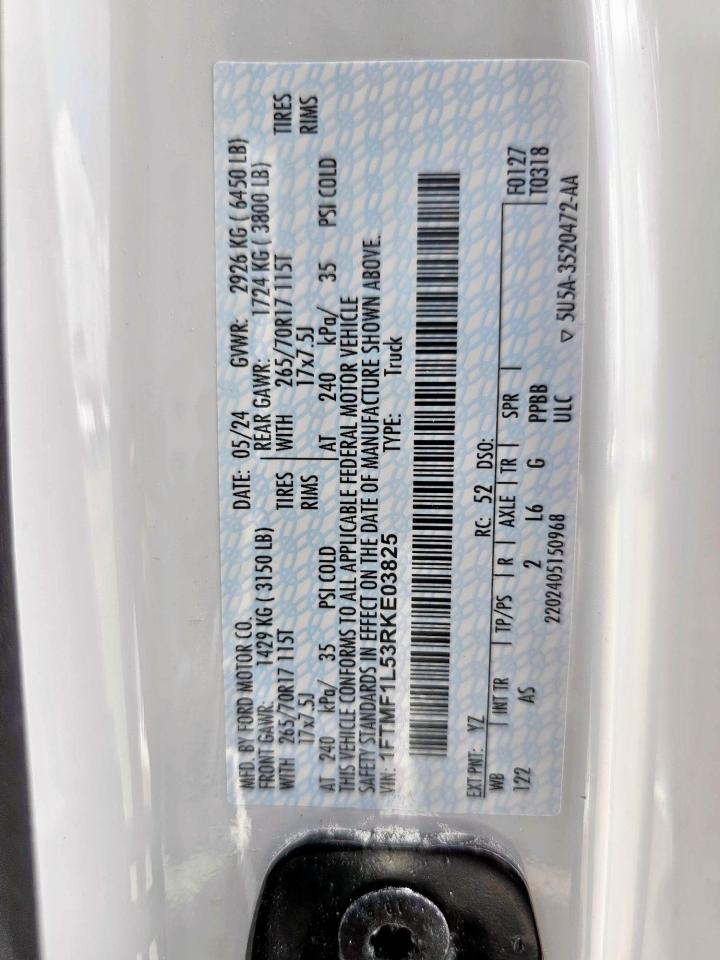 MFD. BY FORD MOTOR CO. DATE: 05/24 GVWR: 2926 KG ( 6450 LB)
FRONT GAWR: 1429 KG ( 3150 LB) REAR GAWR: 1724 KG ( 3800 LB)
WITH 265/70R17 115T TIRES WITH 265/70R17 115T TIRES
17x7.5J RIMS 17x7.5J RIMS
AT 240 kPa/ 35 PSI COLD AT 240 kPa/ 35 PSI COLD
THIS VEHICLE CONFORMS TO ALL APPLICABLE FEDERAL MOTOR VEHICLE
SAFETY STANDARDS IN EFFECT ON THE DATE OF MANUFACTURE SHOWN ABOVE.
VIN: 1FTMF1L53RKE03825 TYPE: Truck
EXT PNT: YZ RC: 52 DSO:
WB INT TR TP/PS R AXLE TR SPR F0127
122 AS 2 L6 G PPBB T0318
2202405150968 ULC
▽ 5U5A-3520472-AA